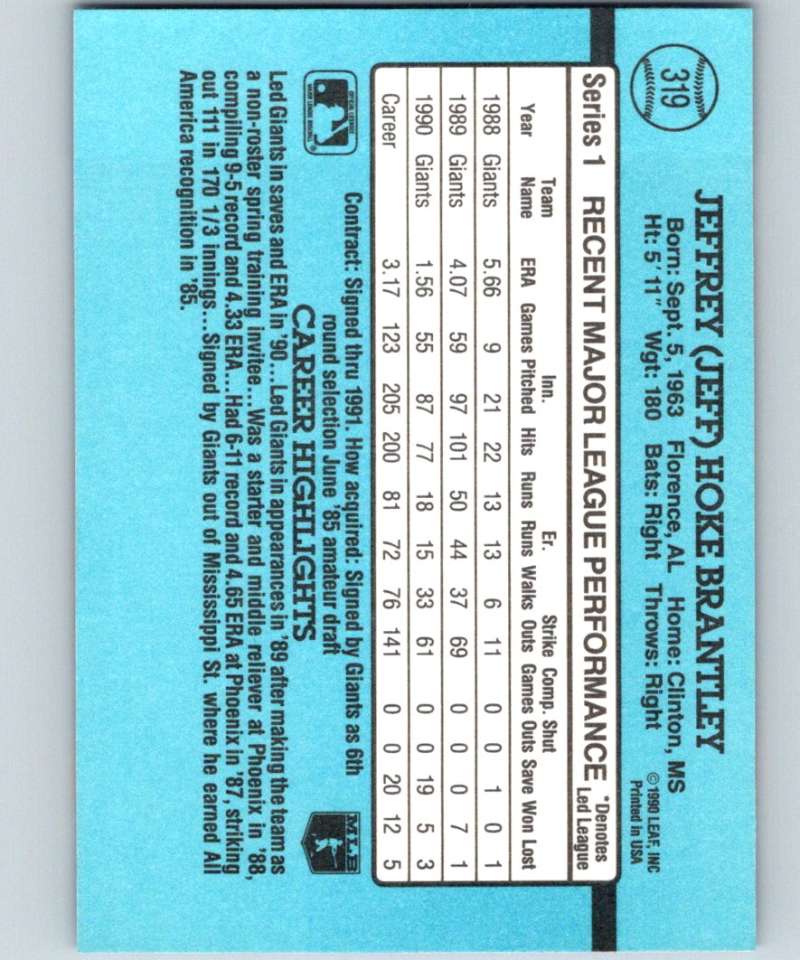 319
JEFFREY (JEFF) HOKE BRANTLEY
Born: Sept. 5, 1963 Florence, AL Home: Clinton, MS
Ht: 5' 11" Wgt: 180 Bats: Right Throws: Right
©1990 LEAF, INC
Printed in USA
Series 1 RECENT MAJOR LEAGUE PERFORMANCE *Denotes Led League
Year Team Name ERA Games Inn. Pitched Hits Runs Er. Runs Walks Strike Outs Comp. Games Shut Outs Save Won Lost
1988 Giants 5.66 9 21 22 13 13 6 11 0 0 1 0 1
1989 Giants 4.07 59 97 101 50 44 37 69 0 0 0 7 1
1990 Giants 1.56 55 87 77 18 15 33 61 0 0 19 5 3
Career 3.17 123 205 200 81 72 76 141 0 0 20 12 5
OFFICIAL LICENSEE
MAJOR LEAGUE BASEBALL
Contract: Signed thru 1991. How acquired: Signed by Giants as 6th
round selection June '85 amateur draft
MLB
CAREER HIGHLIGHTS
Led Giants in saves and ERA in '90...Led Giants in appearances in '89 after making the team as
a non-roster spring training invitee...Was a starter and middle reliever at Phoenix in '88,
compiling 9-5 record and 4.33 ERA...Had 6-11 record and 4.65 ERA at Phoenix in '87, striking
out 111 in 170 1/3 innings...Signed by Giants out of Mississippi St. where he earned All
America recognition in '85.